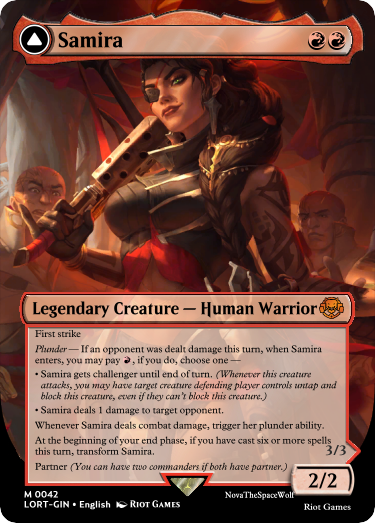 Samira
Legendary Creature — Human Warrior
First strike
Plunder — If an opponent was dealt damage this turn, when Samira
enters, you may pay , if you do, choose one —
• Samira gets challenger until end of turn. (Whenever this creature
attacks, you may have target creature defending player controls untap and
block this creature, even if they can't block this creature.)
• Samira deals 1 damage to target opponent.
Whenever Samira deals combat damage, trigger her plunder ability.
At the beginning of your end phase, if you have cast six or more spells
this turn, transform Samira.
3/3
Partner (You can have two commanders if both have partner.)
2/2
M 0042
LORT-GIN • English RIOT GAMES
NovaTheSpaceWolf
Riot Games